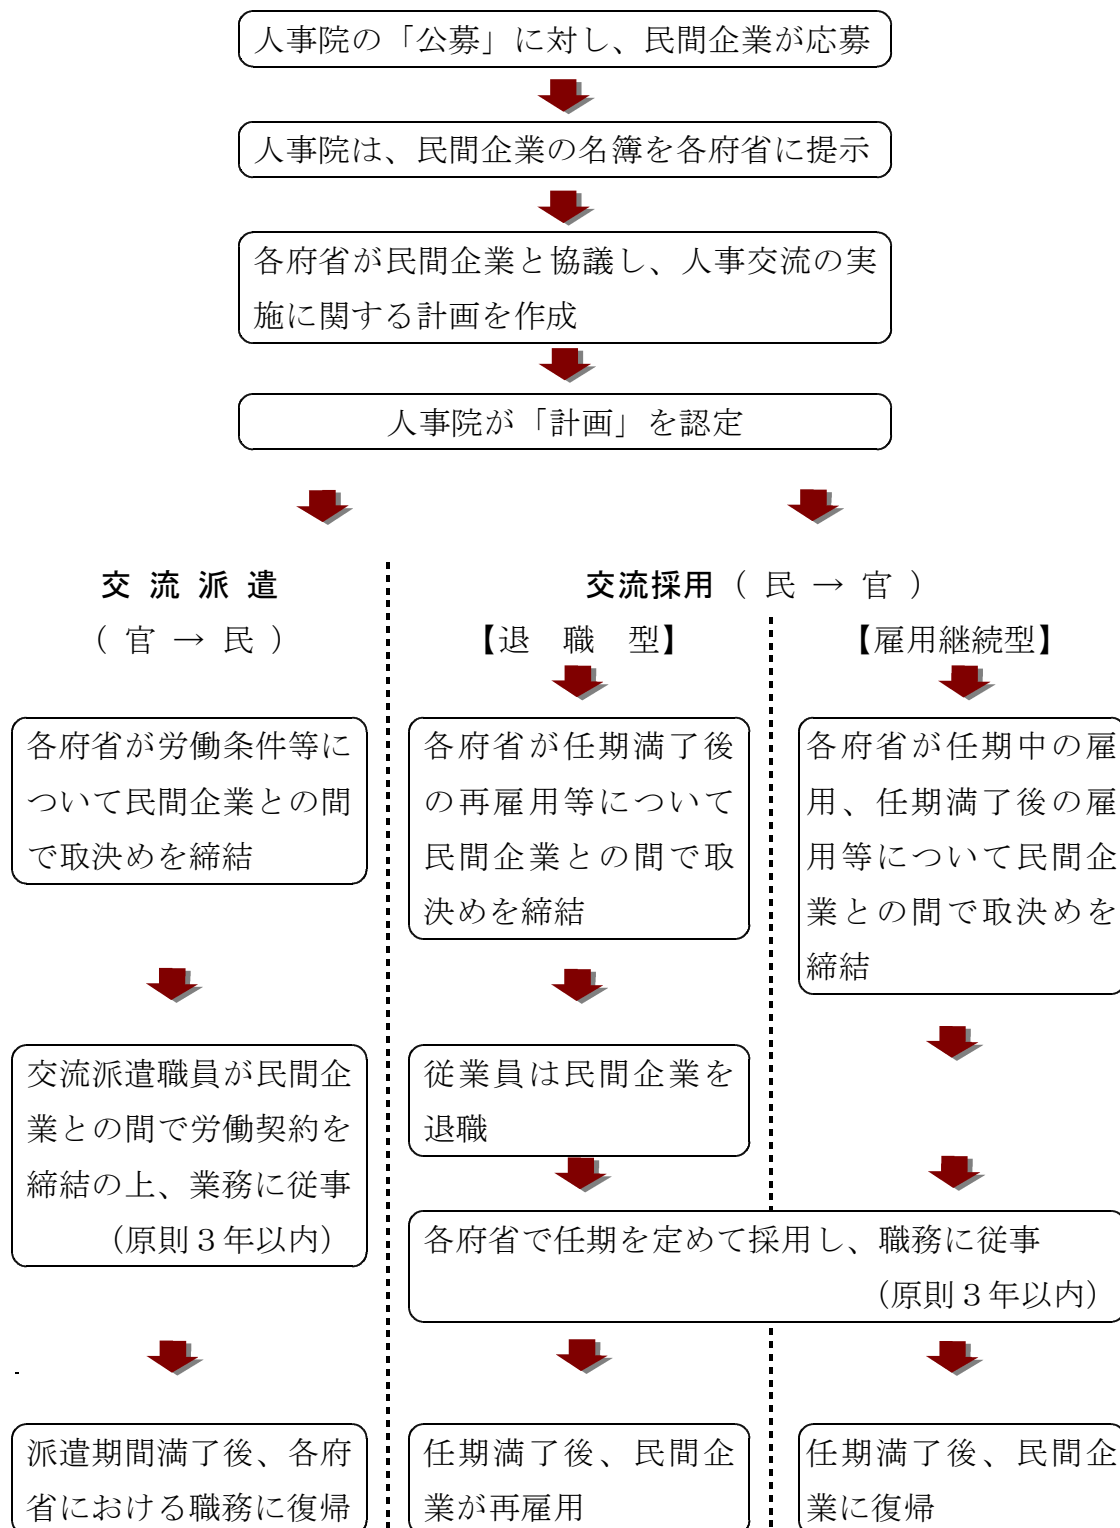 人事院の「公募」に対し、民間企業が応募
人事院は、民間企業の名簿を各府省に提示
各府省が民間企業と協議し、人事交流の実
施に関する計画を作成
人事院が「計画」を認定
交 流 派 遣
（ 官 → 民 ）
交流採用（ 民 → 官 ）
【退　職　型】
【雇用継続型】
各府省が労働条件等に
ついて民間企業との間
で取決めを締結
各府省が任期満了後
の再雇用等について
民間企業との間で取
決めを締結
各府省が任期中の雇
用、任期満了後の雇
用等について民間企
業との間で取決めを
締結
交流派遣職員が民間企
業との間で労働契約を
締結の上、業務に従事
（原則３年以内）
従業員は民間企業を
退職
各府省で任期を定めて採用し、職務に従事
（原則３年以内）
派遣期間満了後、各府
省における職務に復帰
任期満了後、民間企
業が再雇用
任期満了後、民間企
業に復帰